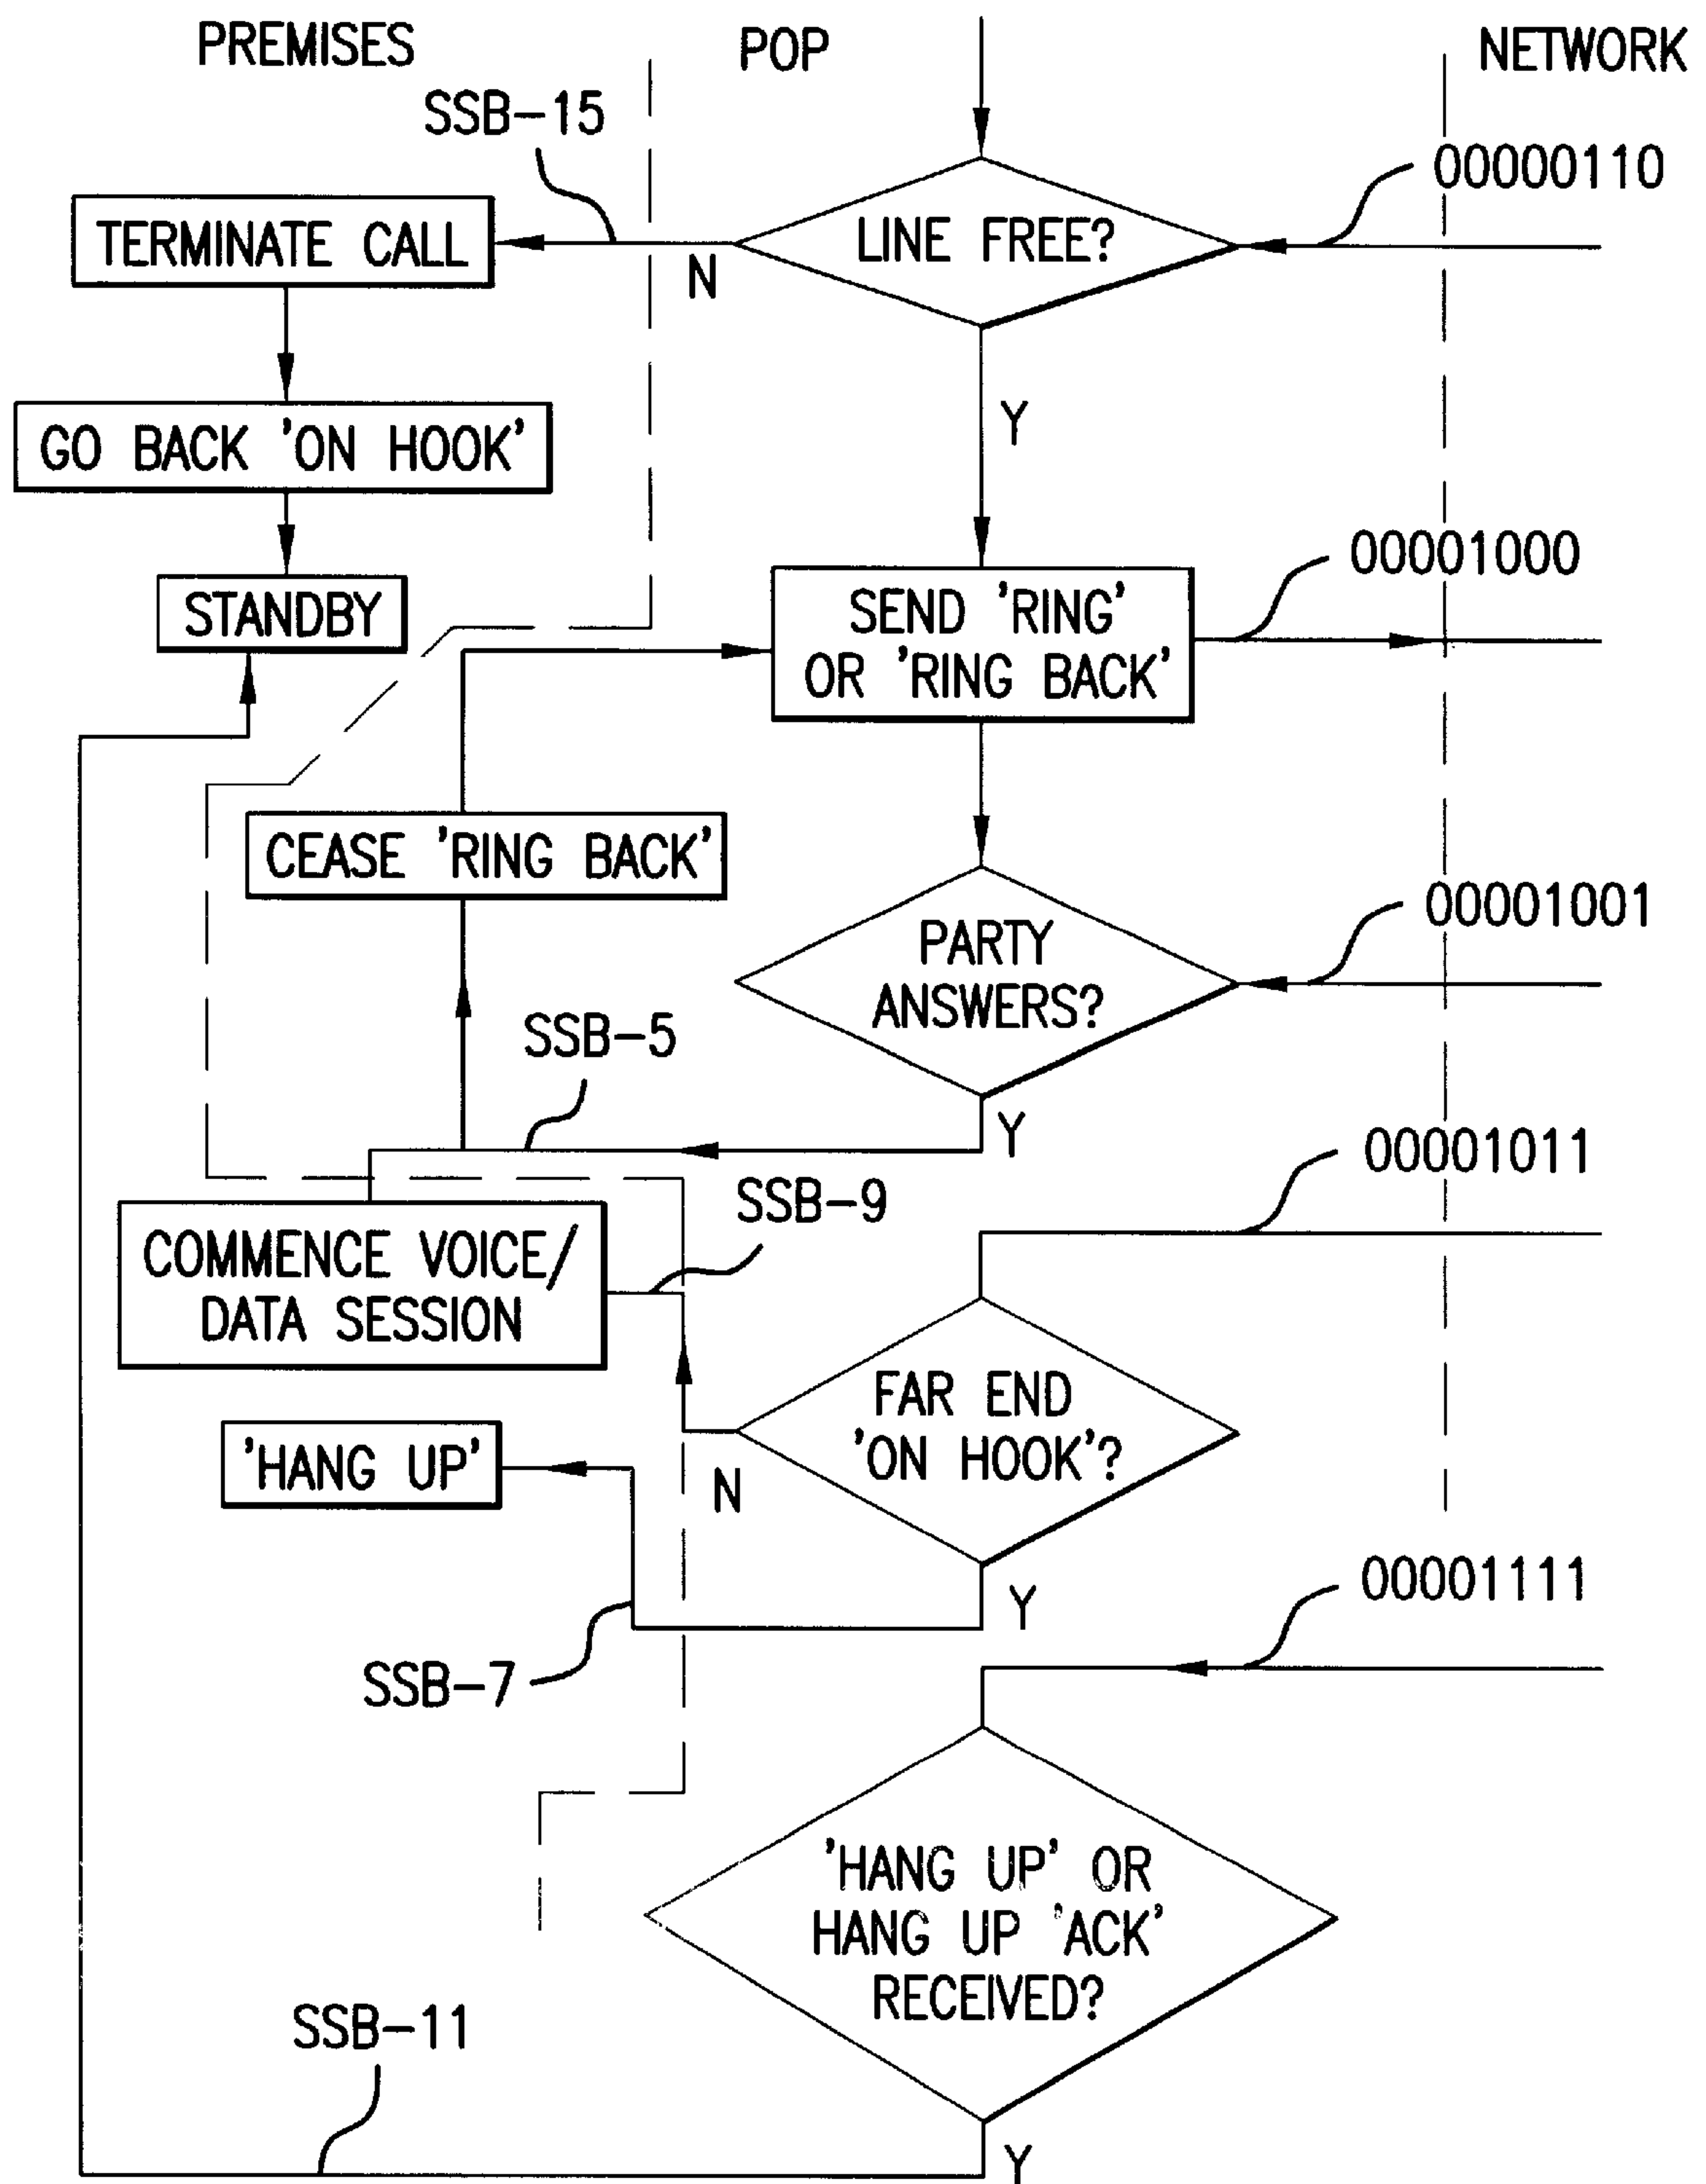 PREMISES
POP
NETWORK
SSB-15
00000110
TERMINATE CALL
LINE FREE?
N
Y
GO BACK 'ON HOOK'
00001000
STANDBY
SEND 'RING'
OR 'RING BACK'
CEASE 'RING BACK'
00001001
PARTY
ANSWERS?
SSB-5
Y
00001011
SSB-9
COMMENCE VOICE/
DATA SESSION
FAR END
'ON HOOK'?
'HANG UP'
N
00001111
Y
SSB-7
'HANG UP' OR
HANG UP 'ACK'
RECEIVED?
SSB-11
Y